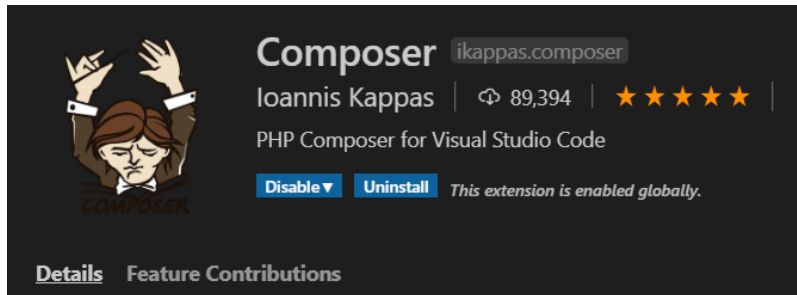 Composer ikappas.composer
Ioannis Kappas 89,394
PHP Composer for Visual Studio Code
Disable Uninstall This extension is enabled globally.
COMPOSER
Details Feature Contributions